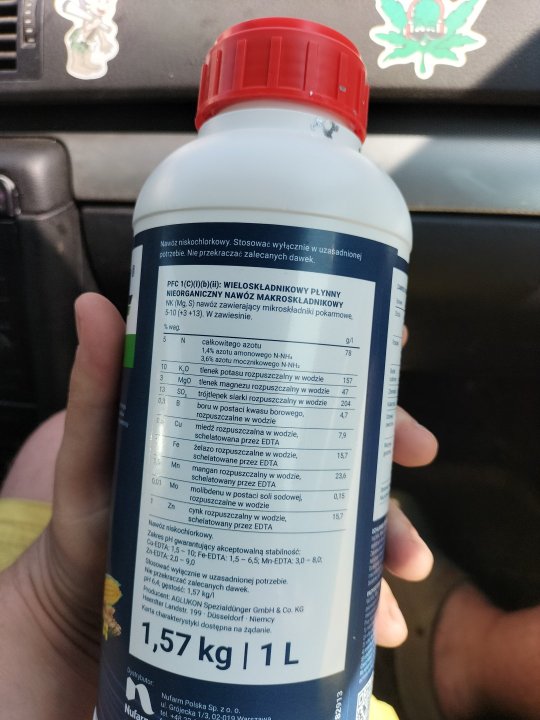 Nawóz niskochlorkowy. Stosować wyłącznie w uzasadnionej
potrzebie. Nie przekraczać zalecanych dawek.
PFC 1(C)(I)(b)(ii): WIELOSKŁADNIKOWY PŁYNNY
NIEORGANICZNY NAWÓZ MAKROSKŁADNIKOWY
NK (Mg, S) nawóz zawierający mikroskładniki pokarmowe,
5-10 (+3 +13). W zawiesinie.
% wag. g/l
5 N całkowitego azotu 78
1,4% azotu amonowego N-NH₄
3,6% azotu mocznikowego N-NH₂
10 K₂O tlenek potasu rozpuszczalny w wodzie 157
3 MgO tlenek magnezu rozpuszczalny w wodzie 47
13 SO₃ trójtlenek siarki rozpuszczalny w wodzie 204
0,3 B boru w postaci kwasu borowego,
rozpuszczalne w wodzie 4,7
Cu miedź rozpuszczalna w wodzie,
schelatowana przez EDTA 7,9
Fe żelazo rozpuszczalne w wodzie,
schelatowane przez EDTA 15,7
Mn mangan rozpuszczalny w wodzie,
schelatowany przez EDTA 23,6
0,01 Mo molibdenu w postaci soli sodowej,
rozpuszczalne w wodzie 0,15
1 Zn cynk rozpuszczalny w wodzie,
schelatowany przez EDTA 15,7
Nawóz niskochlorkowy.
Zakres pH gwarantujący akceptowalną stabilność:
Cu-EDTA: 1,5 – 10; Fe-EDTA: 1,5 – 6,5; Mn-EDTA: 3,0 – 8,0;
Zn-EDTA: 2,0 – 9,0
Stosować wyłącznie w uzasadnionej potrzebie.
Nie przekraczać zalecanych dawek.
pH 6,4, gęstość: 1,57 kg/l
Producent: AGLUKON Spezialdünger GmbH & Co. KG
Heerdter Landstr. 199 · Düsseldorf · Niemcy
Karta charakterystyki dostępna na żądanie.
1,57 kg | 1 L
Dystrybutor:
Nufarm
Nufarm Polska Sp. z o. o.
ul. Grójecka 1/3, 02-019 Warszawa
82013